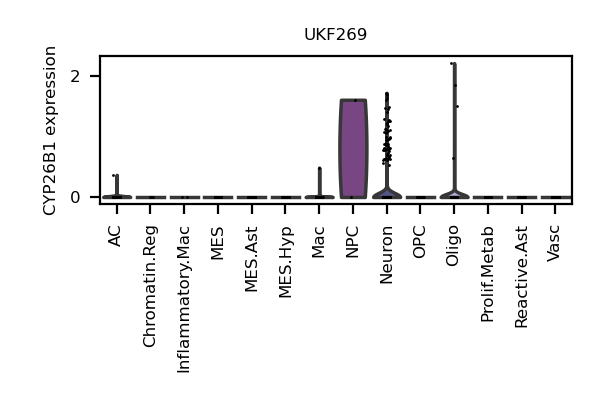 UKF269
CYP26B1 expression
2
0
AC
Chromatin.Reg
Inflammatory.Mac
MES
MES.Ast
MES.Hyp
Mac
NPC
Neuron
OPC
Oligo
Prolif.Metab
Reactive.Ast
Vasc